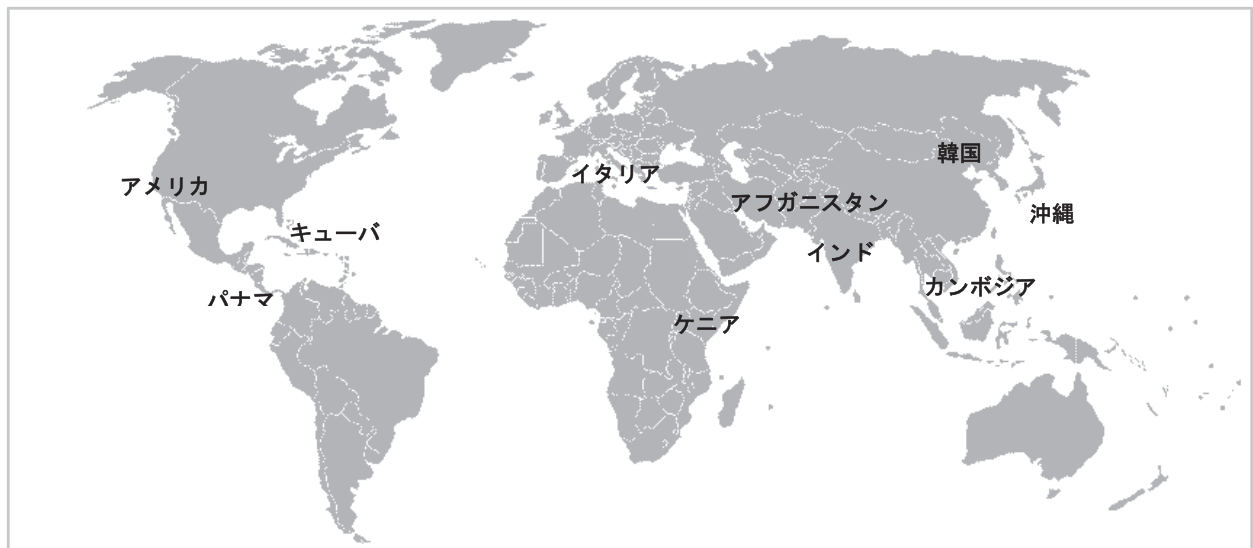 韓国
イタリア
アメリカ
アフガニスタン
沖縄
キューバ
インド
カンボジア
パナマ
ケニア